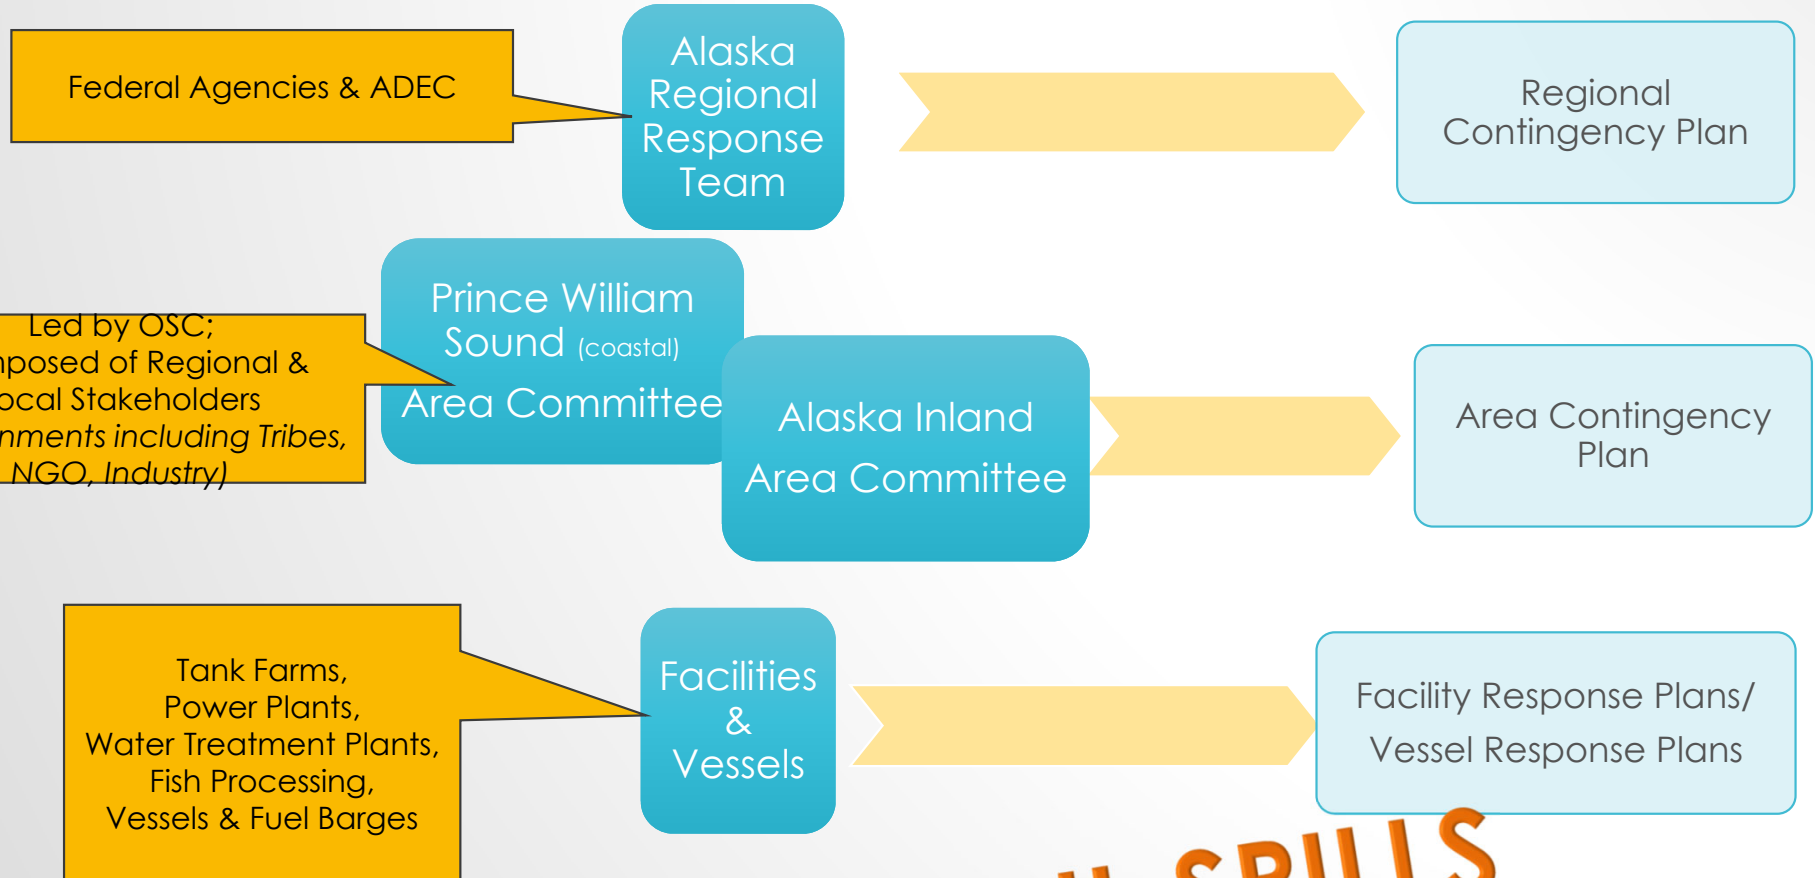 Federal Agencies & ADEC
Alaska
Regional
Response
Team
Regional
Contingency Plan
Prince William
Sound (coastal)
Area Committee
Led by OSC;
of Regional &
Stakeholders
including Tribes,
NGO, Industry)
Alaska Inland
Area Committee
Area Contingency
Plan
Tank Farms,
Power Plants,
Water Treatment Plants,
Fish Processing,
Vessels & Fuel Barges
Facilities
&
Vessels
Facility Response Plans/
Vessel Response Plans
SPILLS